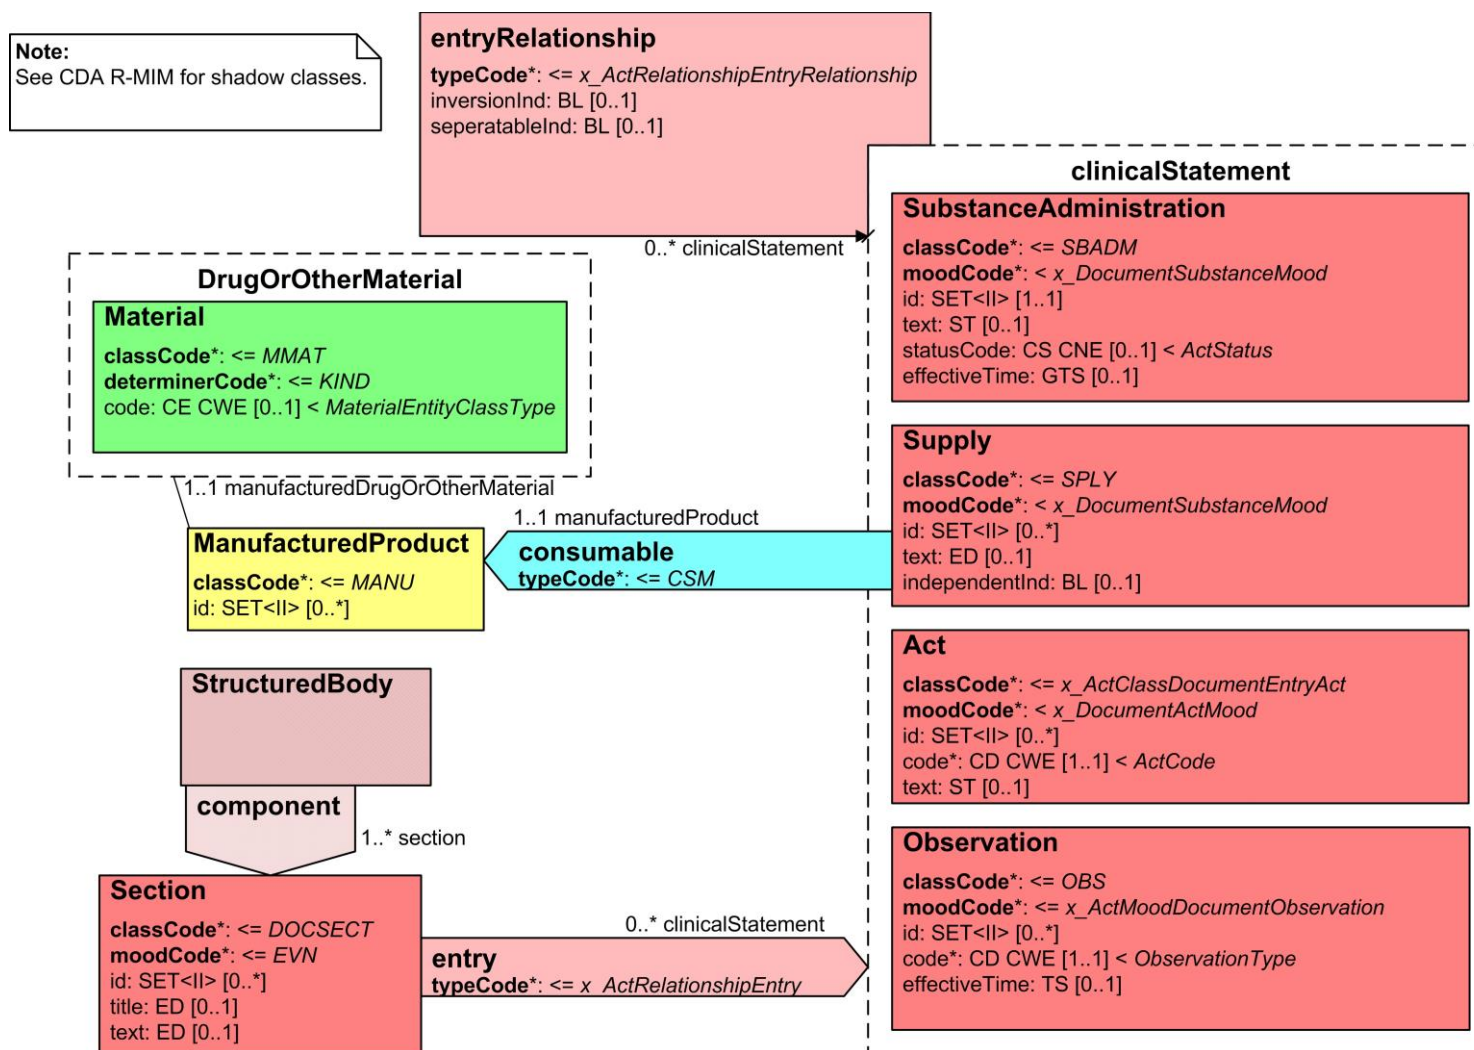 Note:
See CDA R-MIM for shadow classes.
entryRelationship
typeCode*: <= x_ActRelationshipEntryRelationship
inversionInd: BL [0..1]
seperatableInd: BL [0..1]
0..* clinicalStatement
clinicalStatement
SubstanceAdministration
classCode*: <= SBADM
moodCode*: < x_DocumentSubstanceMood
id: SET<II> [1..1]
text: ST [0..1]
statusCode: CS CNE [0..1] < ActStatus
effectiveTime: GTS [0..1]
DrugOrOtherMaterial
Material
classCode*: <= MMAT
determinerCode*: <= KIND
code: CE CWE [0..1] < MaterialEntityClassType
1..1 manufacturedDrugOrOtherMaterial
Supply
classCode*: <= SPLY
moodCode*: < x_DocumentSubstanceMood
id: SET<II> [0..*]
text: ED [0..1]
independentInd: BL [0..1]
1..1 manufacturedProduct
consumable
typeCode*: <= CSM
ManufacturedProduct
classCode*: <= MANU
id: SET<II> [0..*]
Act
classCode*: <= x_ActClassDocumentEntryAct
moodCode*: < x_DocumentActMood
id: SET<II> [0..*]
code*: CD CWE [1..1] < ActCode
text: ST [0..1]
StructuredBody
component
1..* section
Section
classCode*: <= DOCSECT
moodCode*: <= EVN
id: SET<II> [0..*]
title: ED [0..1]
text: ED [0..1]
0..* clinicalStatement
entry
typeCode*: <= x_ActRelationshipEntry
Observation
classCode*: <= OBS
moodCode*: <= x_ActMoodDocumentObservation
id: SET<II> [0..*]
code*: CD CWE [1..1] < ObservationType
effectiveTime: TS [0..1]